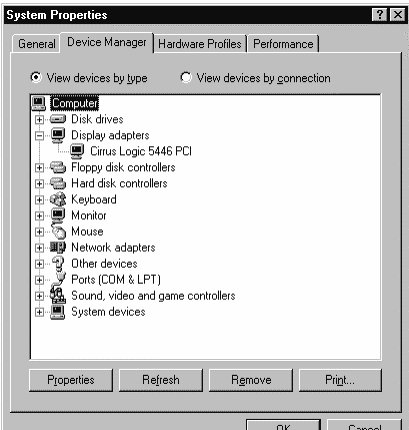 System Properties
General Device Manager Hardware Profiles Performance
View devices by type View devices by connection
Computer
Disk drives
Display adapters
Cirrus Logic 5446 PCI
Floppy disk controllers
Hard disk controllers
Keyboard
Monitor
Mouse
Network adapters
Other devices
Ports (COM & LPT)
Sound, video and game controllers
System devices
Properties Refresh Remove Print...
OK Cancel